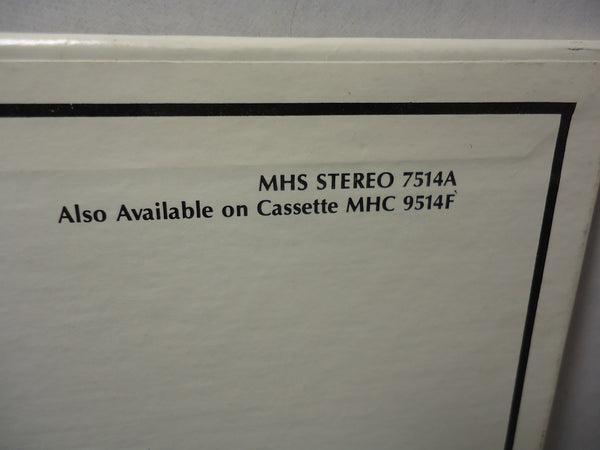 MHS STEREO 7514A
Also Available on Cassette MHC 9514F